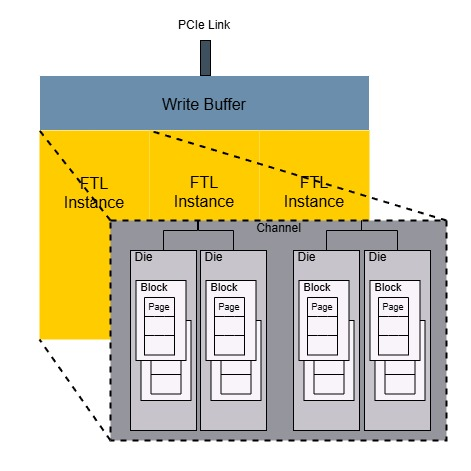 PCIe Link
Write Buffer
FTL
Instance
FTL
Instance
FTL
Instance
Channel
Die
Die
Die
Die
Block
Block
Block
Block
Page
Page
Page
Page